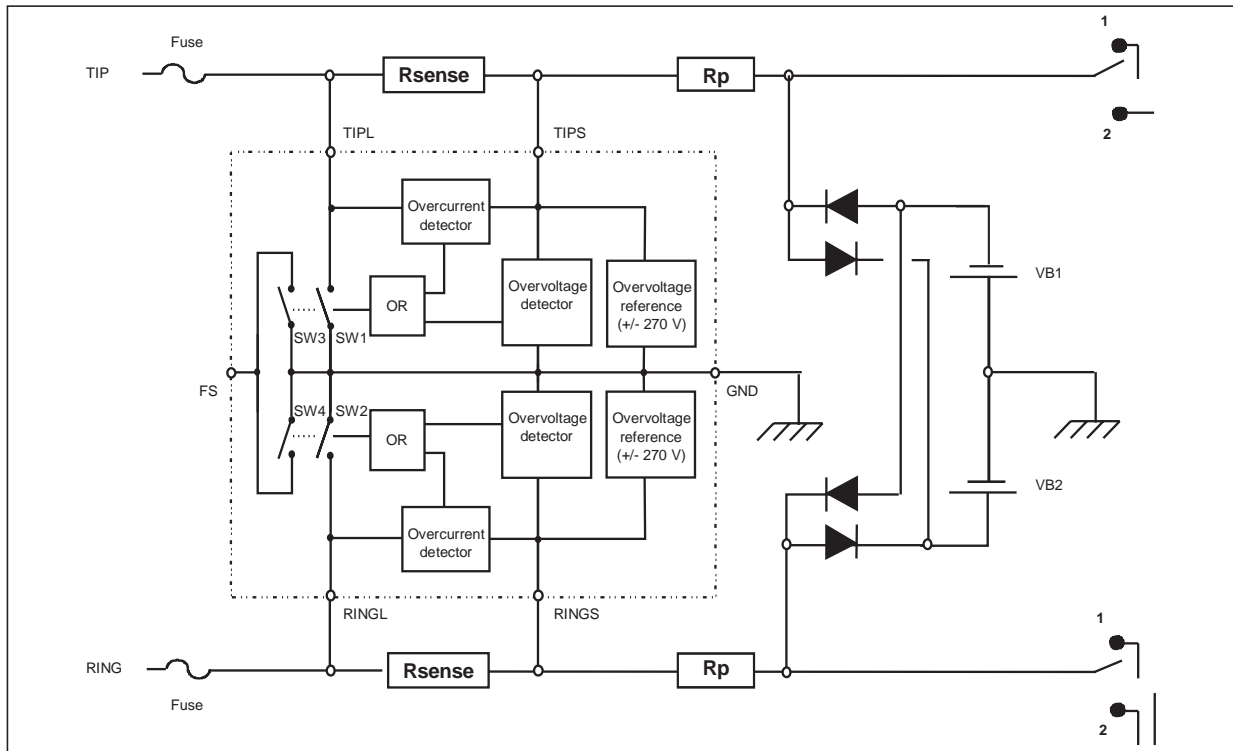 1
Fuse
TIP
Rsense
Rp
2
TIPL
TIPS
Overcurrent
detector
VB1
OR
Overvoltage
detector
Overvoltage
reference
(+/- 270 V)
SW3
SW1
FS
GND
SW4
SW2
OR
Overvoltage
detector
Overvoltage
reference
(+/- 270 V)
VB2
Overcurrent
detector
RINGL
RINGS
1
RING
Rsense
Rp
Fuse
2